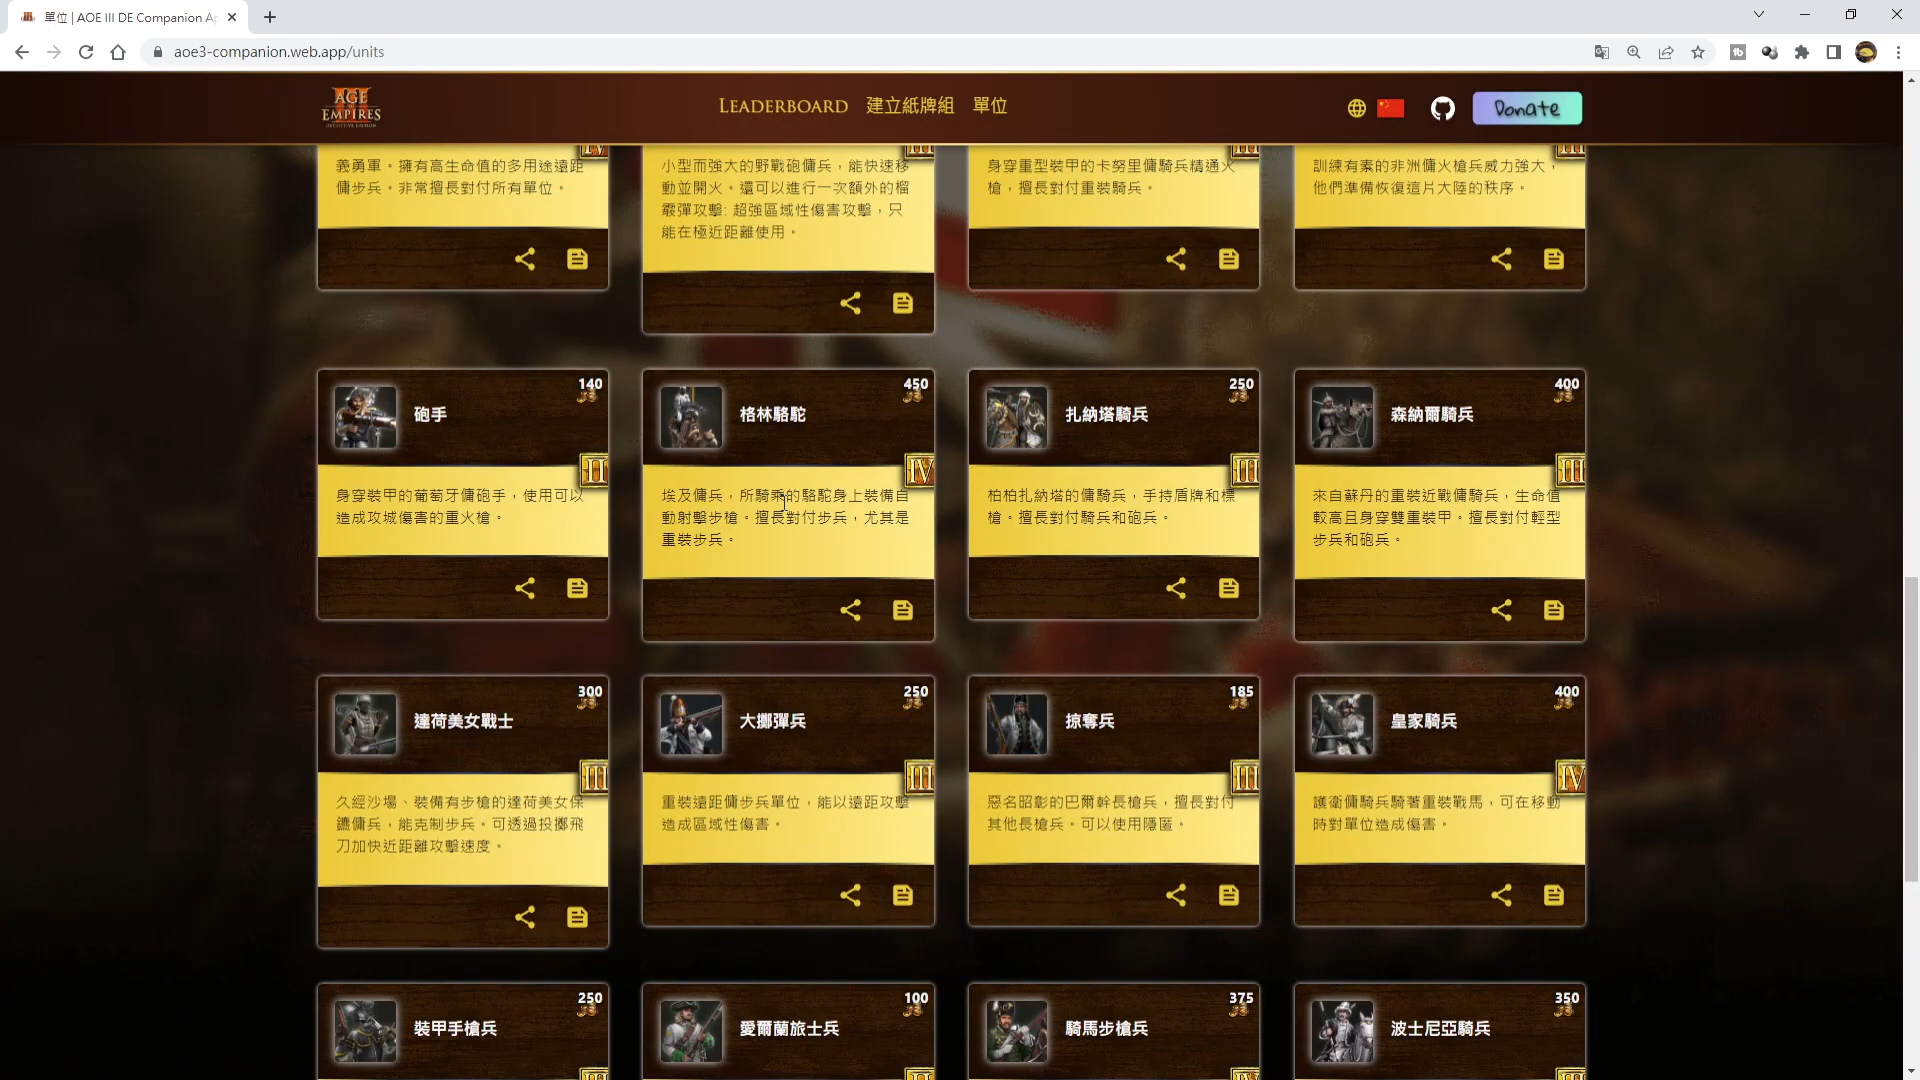 單位 | AOE III DE Companion Ap
aoe3-companion.web.app/units
AGE
EMPIRES
DEFINITIVE EDITION
LEADERBOARD
建立紙牌組
單位
Donate
義勇軍。擁有高生命值的多用途遠距
傭步兵。非常擅長對付所有單位。
IV
小型而強大的野戰砲傭兵，能快速移
動並開火。還可以進行一次額外的榴
霰彈攻擊: 超強區域性傷害攻擊，只
能在極近距離使用。
III
身穿重型裝甲的卡努里傭騎兵精通火
槍，擅長對付重裝騎兵。
III
訓練有素的非洲傭火槍兵威力強大，
他們準備恢復這片大陸的秩序。
III
140
砲手
II
身穿裝甲的葡萄牙傭砲手，使用可以
造成攻城傷害的重火槍。
450
格林駱駝
IV
埃及傭兵，所騎乘的駱駝身上裝備自
動射擊步槍。擅長對付步兵，尤其是
重裝步兵。
250
扎納塔騎兵
III
柏柏扎納塔的傭騎兵，手持盾牌和標
槍。擅長對付騎兵和砲兵。
400
森納爾騎兵
III
來自蘇丹的重裝近戰傭騎兵，生命值
較高且身穿雙重裝甲。擅長對付輕型
步兵和砲兵。
300
達荷美女戰士
III
久經沙場、裝備有步槍的達荷美女保
鑣傭兵，能克制步兵。可透過投擲飛
刀加快近距離攻擊速度。
250
大擲彈兵
III
重裝遠距傭步兵單位，能以遠距攻擊
造成區域性傷害。
185
掠奪兵
III
惡名昭彰的巴爾幹長槍兵，擅長對付
其他長槍兵。可以使用隱匿。
400
皇家騎兵
IV
護衛傭騎兵騎著重裝戰馬，可在移動
時對單位造成傷害。
250
裝甲手槍兵
III
100
愛爾蘭旅士兵
II
375
騎馬步槍兵
IV
350
波士尼亞騎兵
III